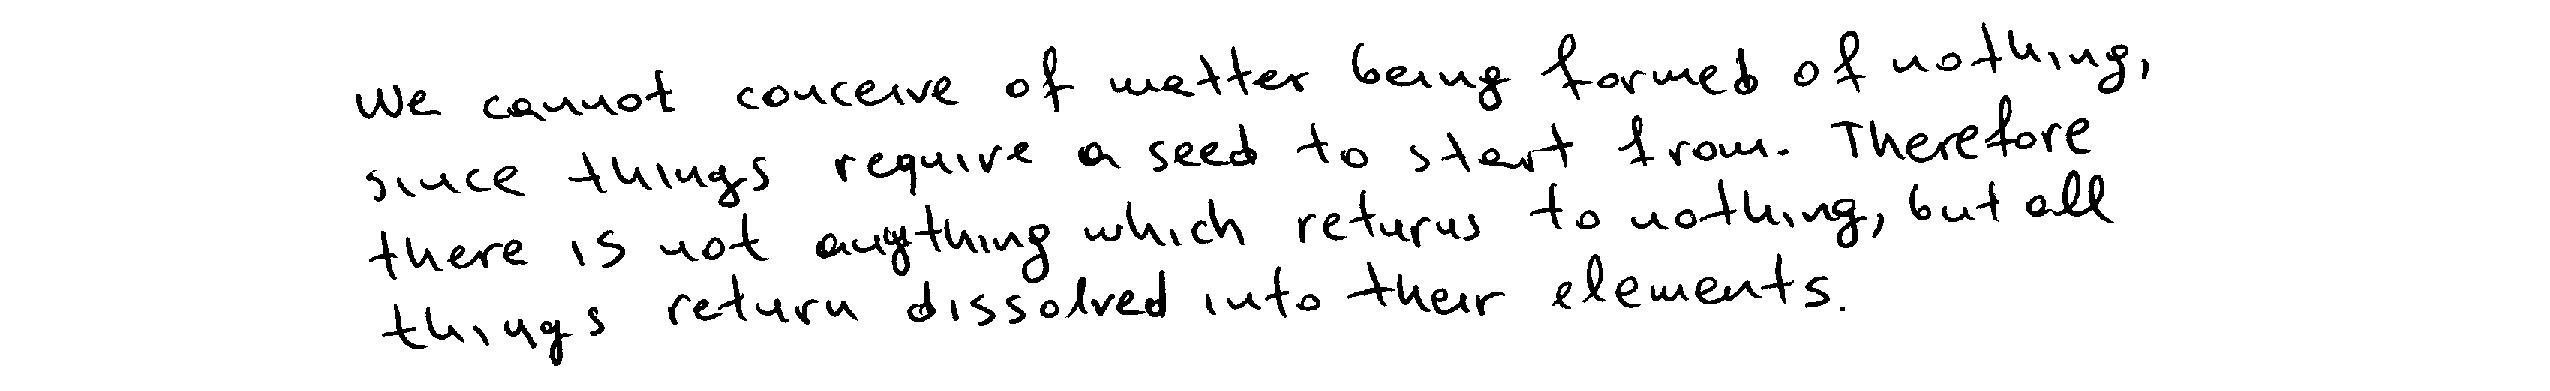 We cannot conceive of matter being formed of nothing,
since things require a seed to start from. Therefore
there is not anything which returns to nothing, but all
things return dissolved into their elements.